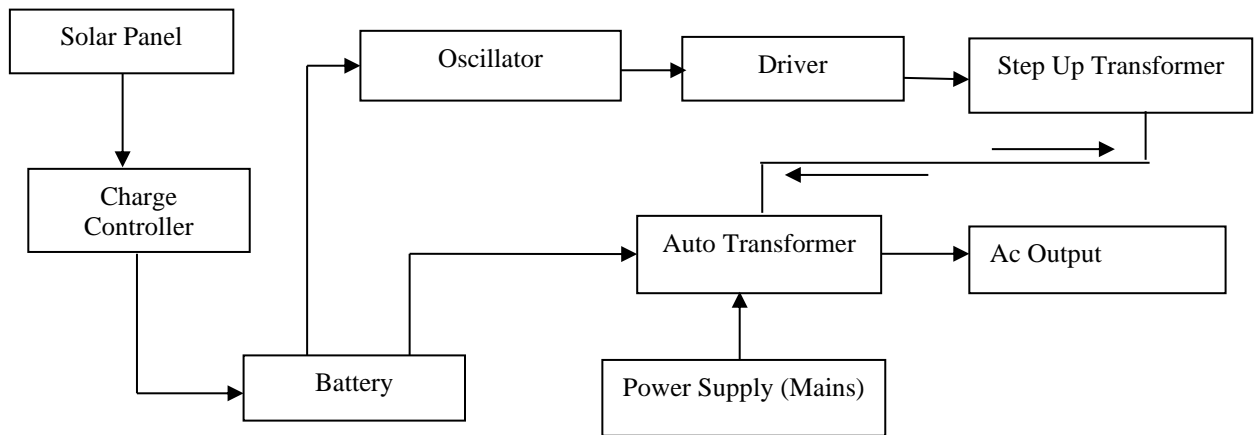 Solar Panel
Oscillator
Driver
Step Up Transformer
Charge
Controller
Auto Transformer
Ac Output
Battery
Power Supply (Mains)